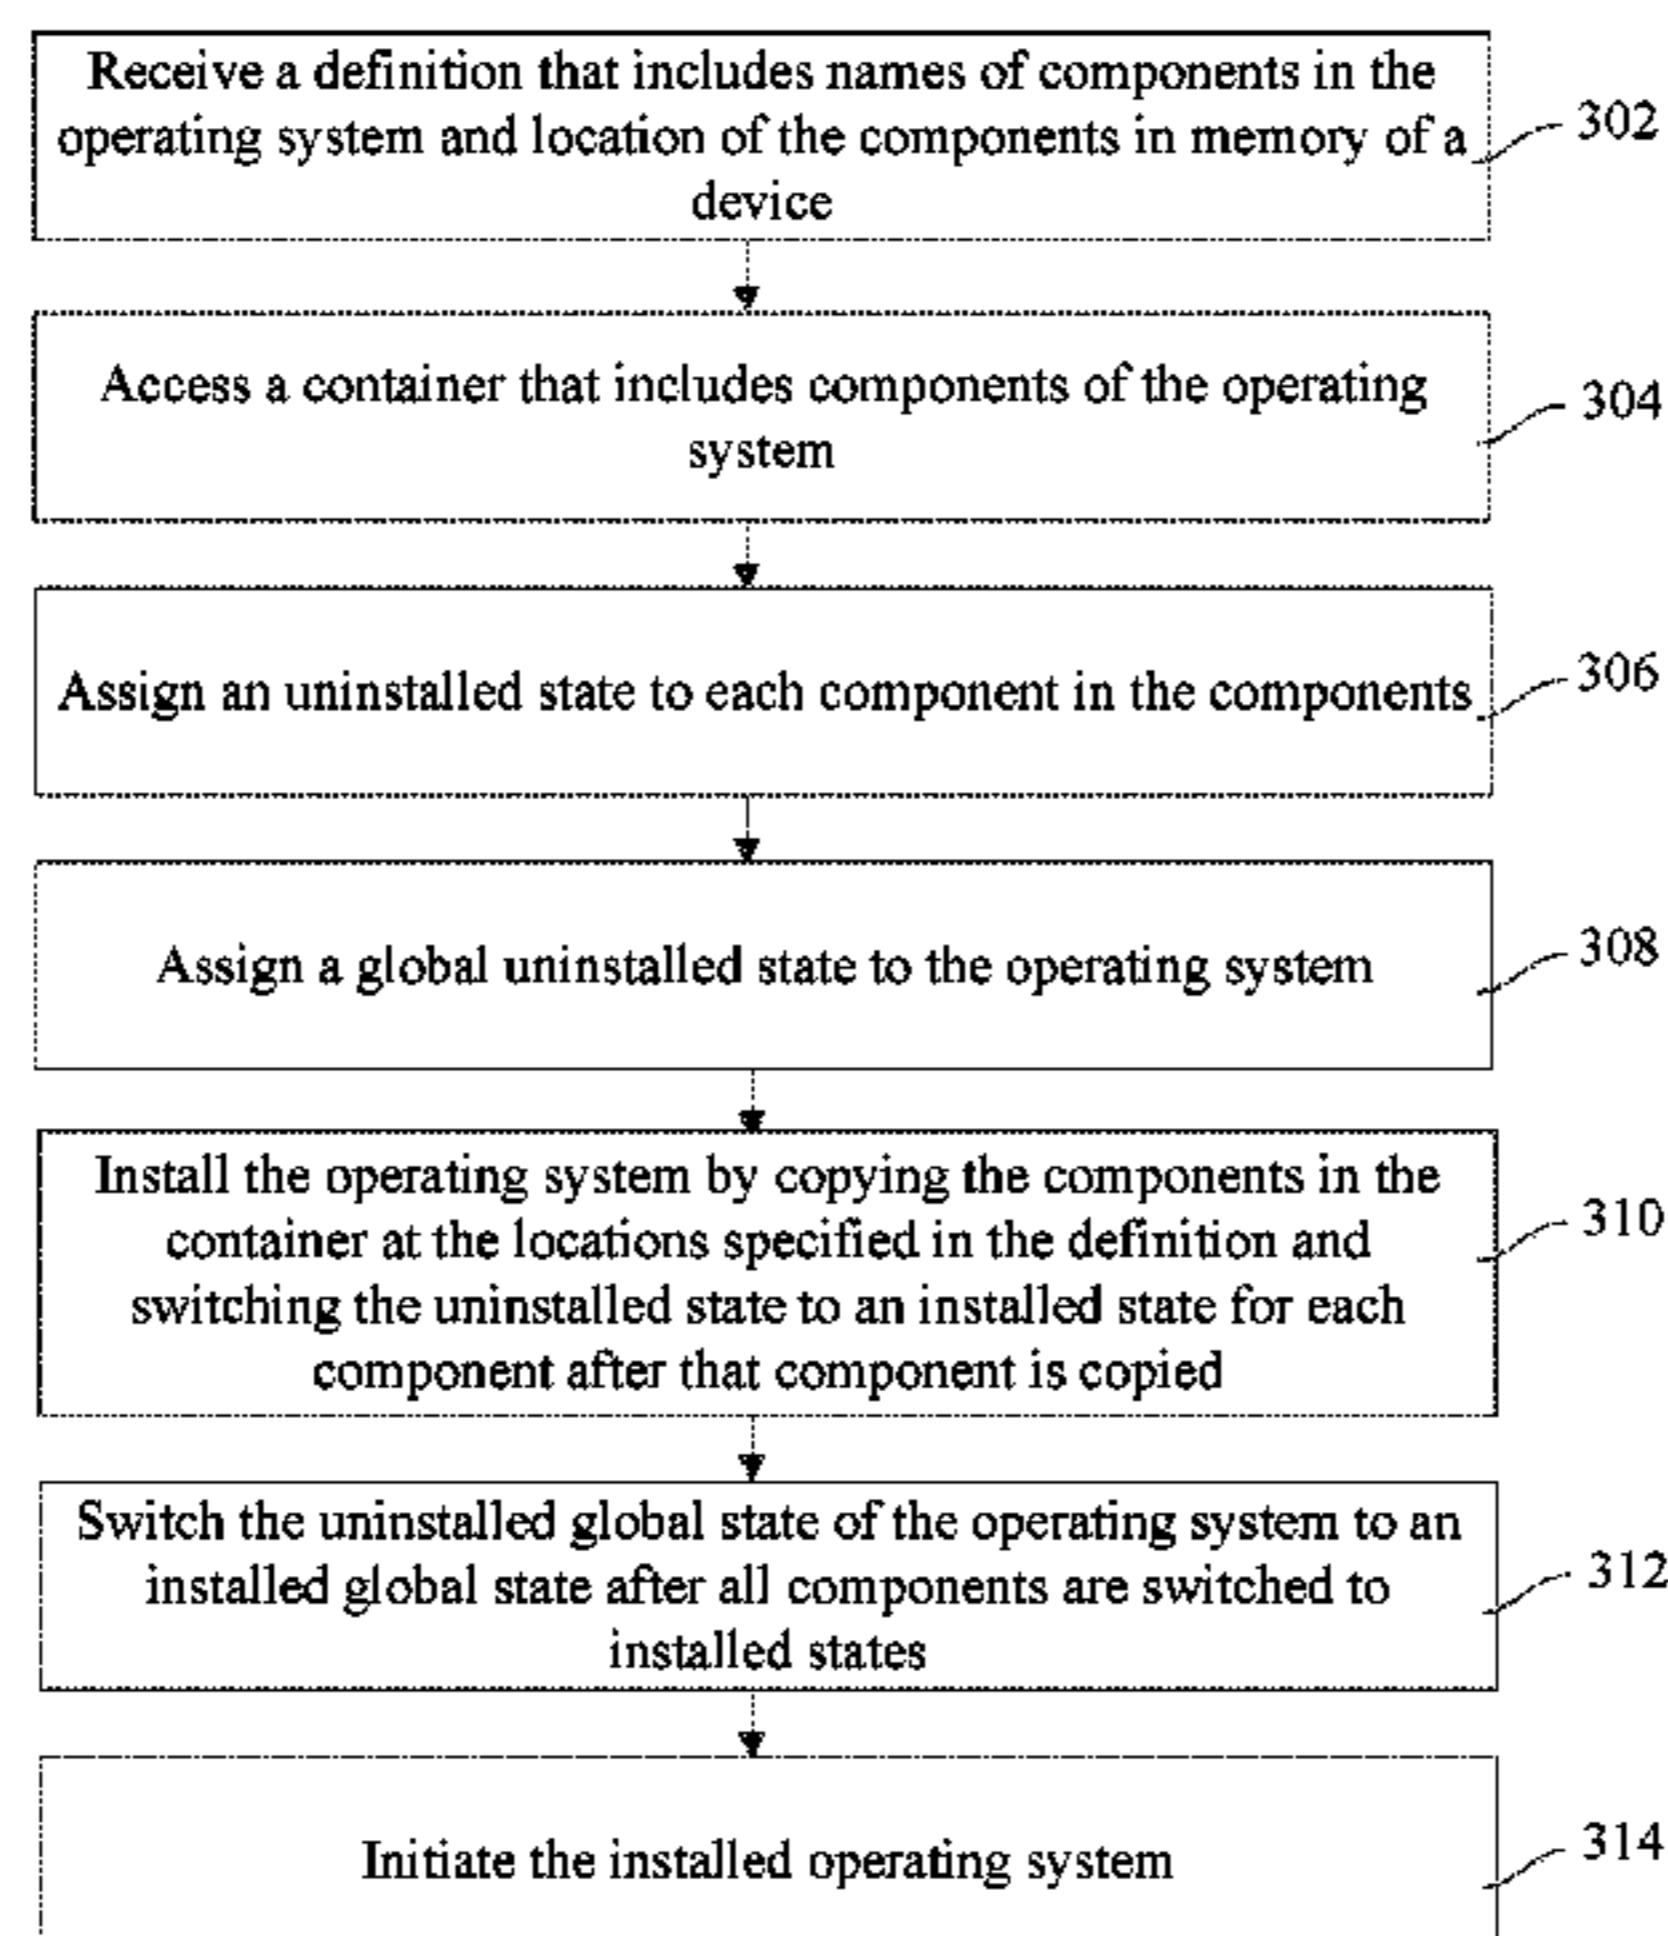 Receive a definition that includes names of components in the
operating system and location of the components in memory of a
device
302
Access a container that includes components of the operating
system
304
Assign an uninstalled state to each component in the components
306
Assign a global uninstalled state to the operating system
308
Install the operating system by copying the components in the
container at the locations specified in the definition and
switching the uninstalled state to an installed state for each
component after that component is copied
310
Switch the uninstalled global state of the operating system to an
installed global state after all components are switched to
installed states
312
Initiate the installed operating system
314